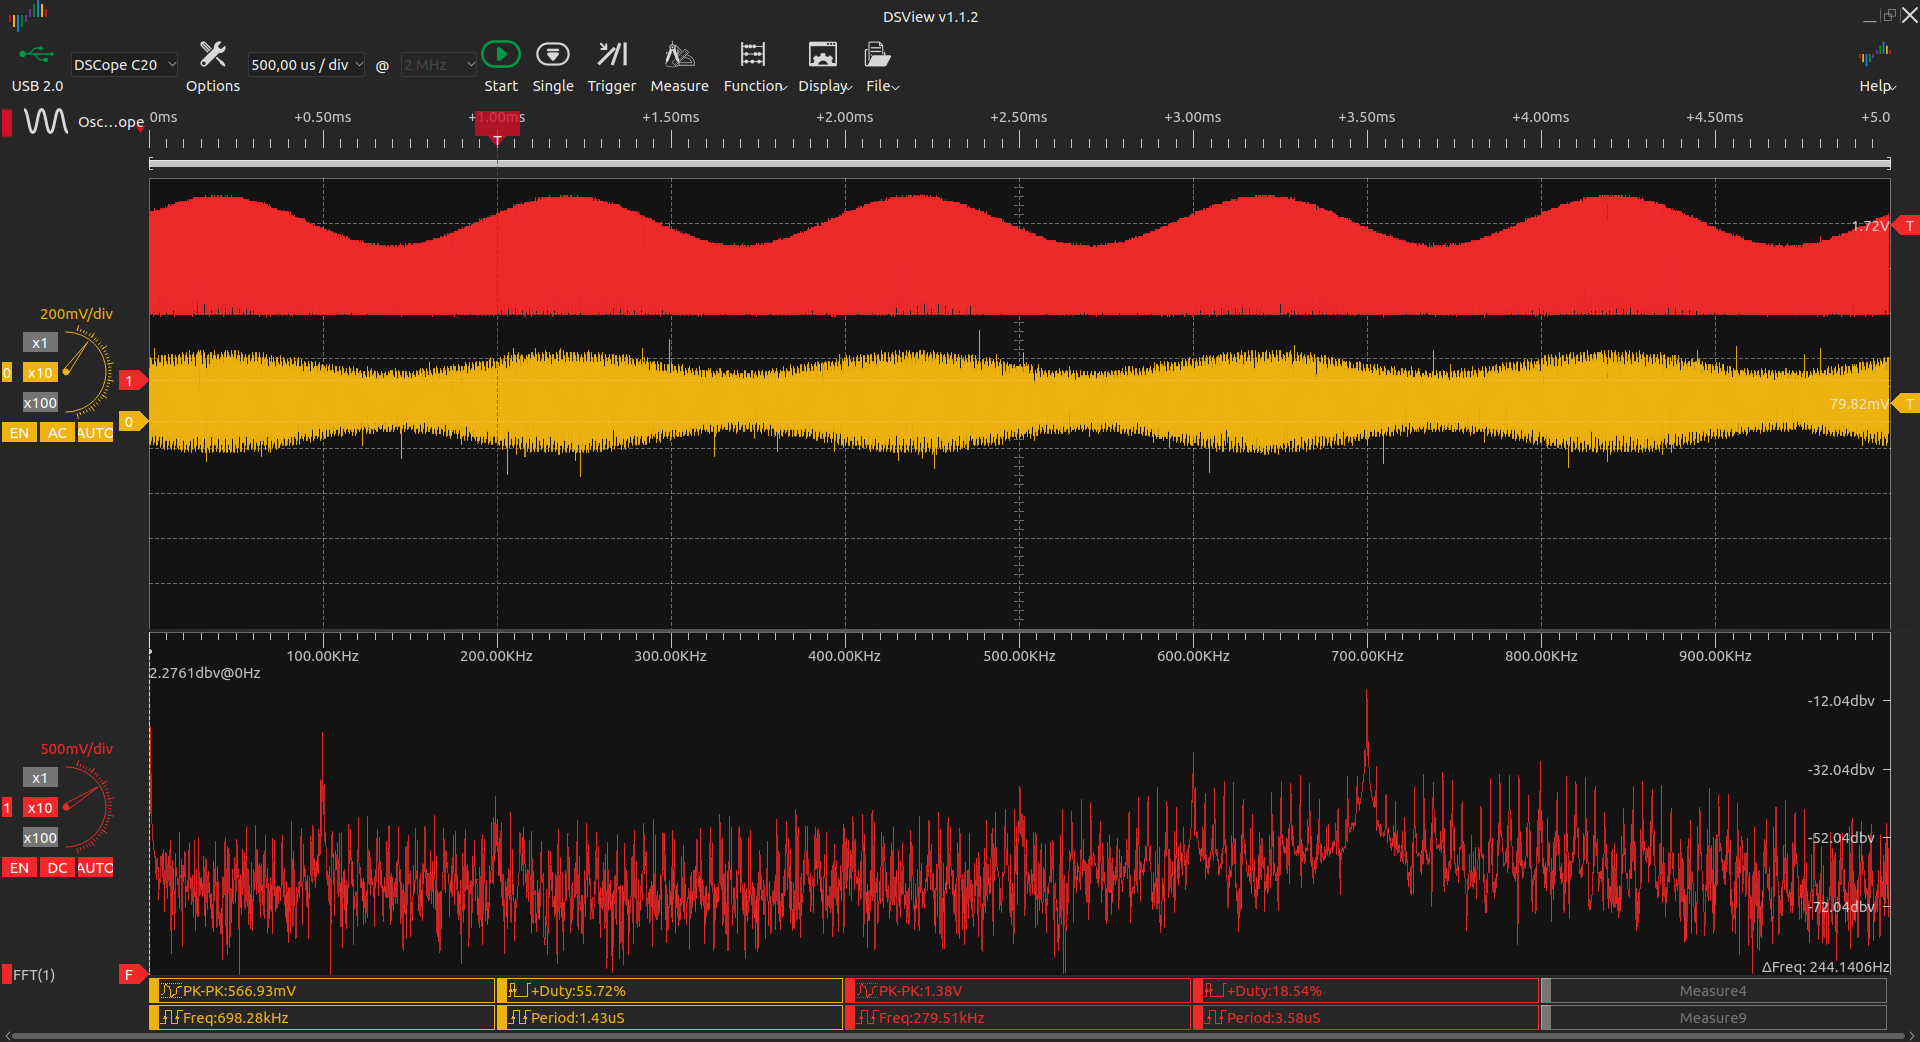 DSView v1.1.2
USB 2.0
DSCope C20
Options
500,00 us / div
@
2 MHz
Start
Single
Trigger
Measure
Function
Display
File
Help
Osc...ope
0ms
+0.50ms
+1.00ms
+1.50ms
+2.00ms
+2.50ms
+3.00ms
+3.50ms
+4.00ms
+4.50ms
+5.0
T
1.72V
T
200mV/div
x1
0
x10
x100
EN
AC
AUTO
1
0
79.82mV
T
100.00KHz
200.00KHz
300.00KHz
400.00KHz
500.00KHz
600.00KHz
700.00KHz
800.00KHz
900.00KHz
2.2761dbv@0Hz
-12.04dbv
-32.04dbv
-52.04dbv
-72.04dbv
500mV/div
x1
1
x10
x100
EN
DC
AUTO
FFT(1)
F
ΔFreq: 244.1406Hz
PK-PK:566.93mV
+Duty:55.72%
PK-PK:1.38V
+Duty:18.54%
Measure4
Freq:698.28kHz
Period:1.43uS
Freq:279.51kHz
Period:3.58uS
Measure9